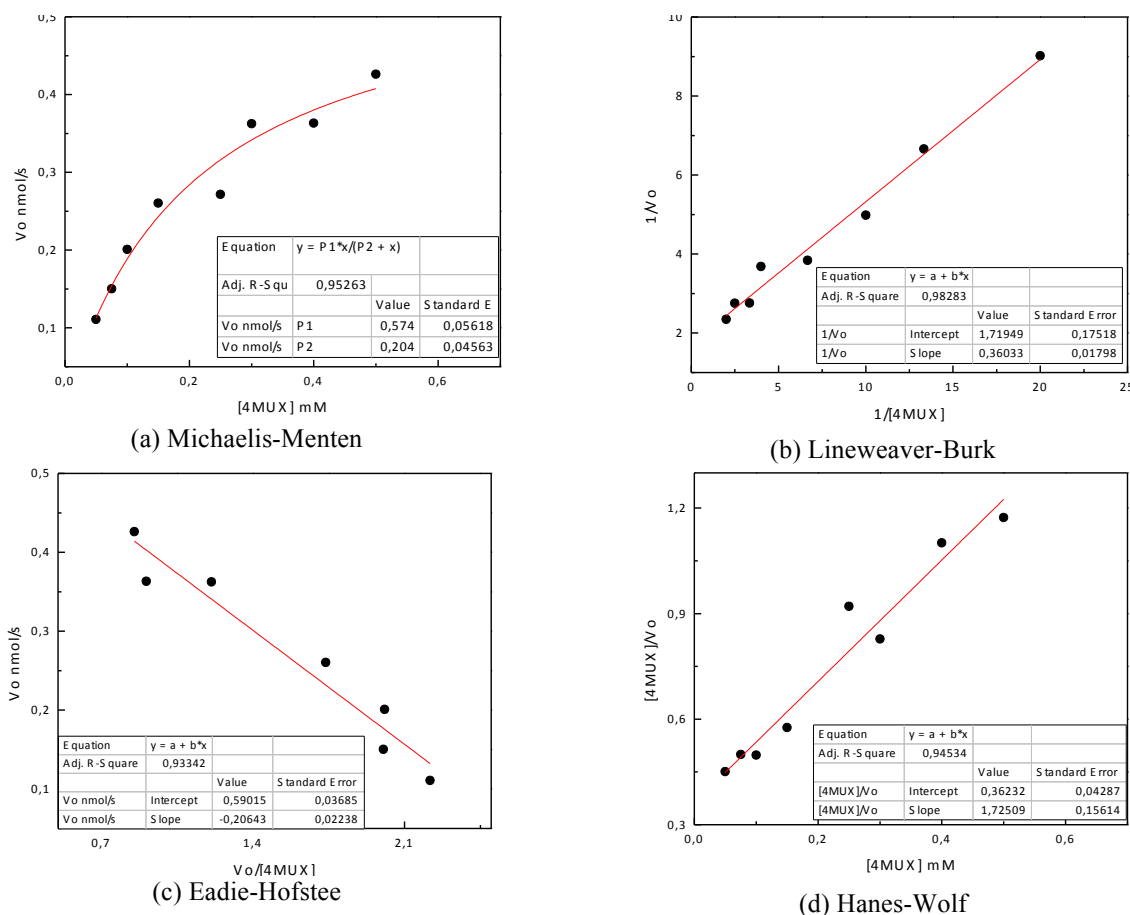 0,5
0,4
0,3
0,2
0,1
Vo nmol/s
Equation y = P1*x/(P2 + x)
Adj. R-Squ 0,95263
Value Standard E
Vo nmol/s P1 0,574 0,05618
Vo nmol/s P2 0,204 0,04563
0,0 0,2 0,4 0,6
[4MUX] mM
(a) Michaelis-Menten
10
8
6
4
2
1/Vo
Equation y = a + b*x
Adj. R-Square 0,98283
Value Standard Error
1/Vo Intercept 1,71949 0,17518
1/Vo Slope 0,36033 0,01798
0 5 10 15 20 25
1/[4MUX]
(b) Lineweaver-Burk
0,5
0,4
0,3
0,2
0,1
Vo nmol/s
Equation y = a + b*x
Adj. R-Square 0,93342
Value Standard Error
Vo nmol/s Intercept 0,59015 0,03685
Vo nmol/s Slope -0,20643 0,02238
0,7 1,4 2,1
Vo/[4MUX]
(c) Eadie-Hofstee
1,2
0,9
0,6
0,3
[4MUX]/Vo
Equation y = a + b*x
Adj. R-Square 0,94534
Value Standard Error
[4MUX]/Vo Intercept 0,36232 0,04287
[4MUX]/Vo Slope 1,72509 0,15614
0,0 0,2 0,4 0,6
[4MUX] mM
(d) Hanes-Wolf